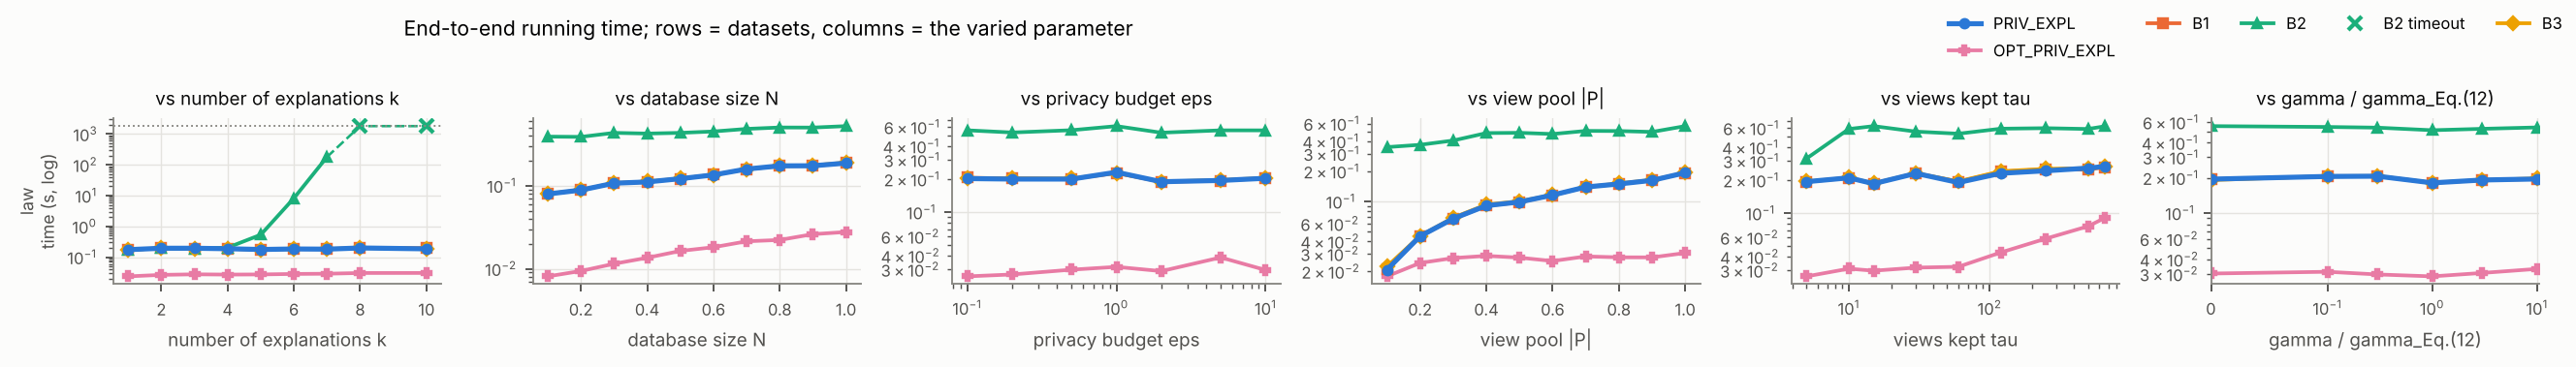 End-to-end running time; rows = datasets, columns = the varied parameter
PRIV_EXPL B1 B2 B2 timeout B3
OPT_PRIV_EXPL
vs number of explanations k
law
time (s, log)
10³
10²
10¹
10⁰
10⁻¹
2 4 6 8 10
number of explanations k
vs database size N
10⁻¹
10⁻²
0.2 0.4 0.6 0.8 1.0
database size N
vs privacy budget eps
6 × 10⁻¹
4 × 10⁻¹
3 × 10⁻¹
2 × 10⁻¹
10⁻¹
6 × 10⁻²
4 × 10⁻²
3 × 10⁻²
10⁻¹ 10⁰ 10¹
privacy budget eps
vs view pool |P|
6 × 10⁻¹
4 × 10⁻¹
3 × 10⁻¹
2 × 10⁻¹
10⁻¹
6 × 10⁻²
4 × 10⁻²
3 × 10⁻²
2 × 10⁻²
0.2 0.4 0.6 0.8 1.0
view pool |P|
vs views kept tau
6 × 10⁻¹
4 × 10⁻¹
3 × 10⁻¹
2 × 10⁻¹
10⁻¹
6 × 10⁻²
4 × 10⁻²
3 × 10⁻²
10¹ 10²
views kept tau
vs gamma / gamma_Eq.(12)
6 × 10⁻¹
4 × 10⁻¹
3 × 10⁻¹
2 × 10⁻¹
10⁻¹
6 × 10⁻²
4 × 10⁻²
3 × 10⁻²
0 10⁻¹ 10⁰ 10¹
gamma / gamma_Eq.(12)